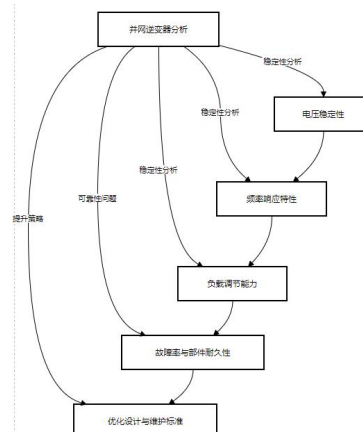 并网逆变器分析
稳定性分析
电压稳定性
稳定性分析
稳定性分析
可靠性问题
提升策略
频率响应特性
负载调节能力
故障率与部件耐久性
优化设计与维护标准